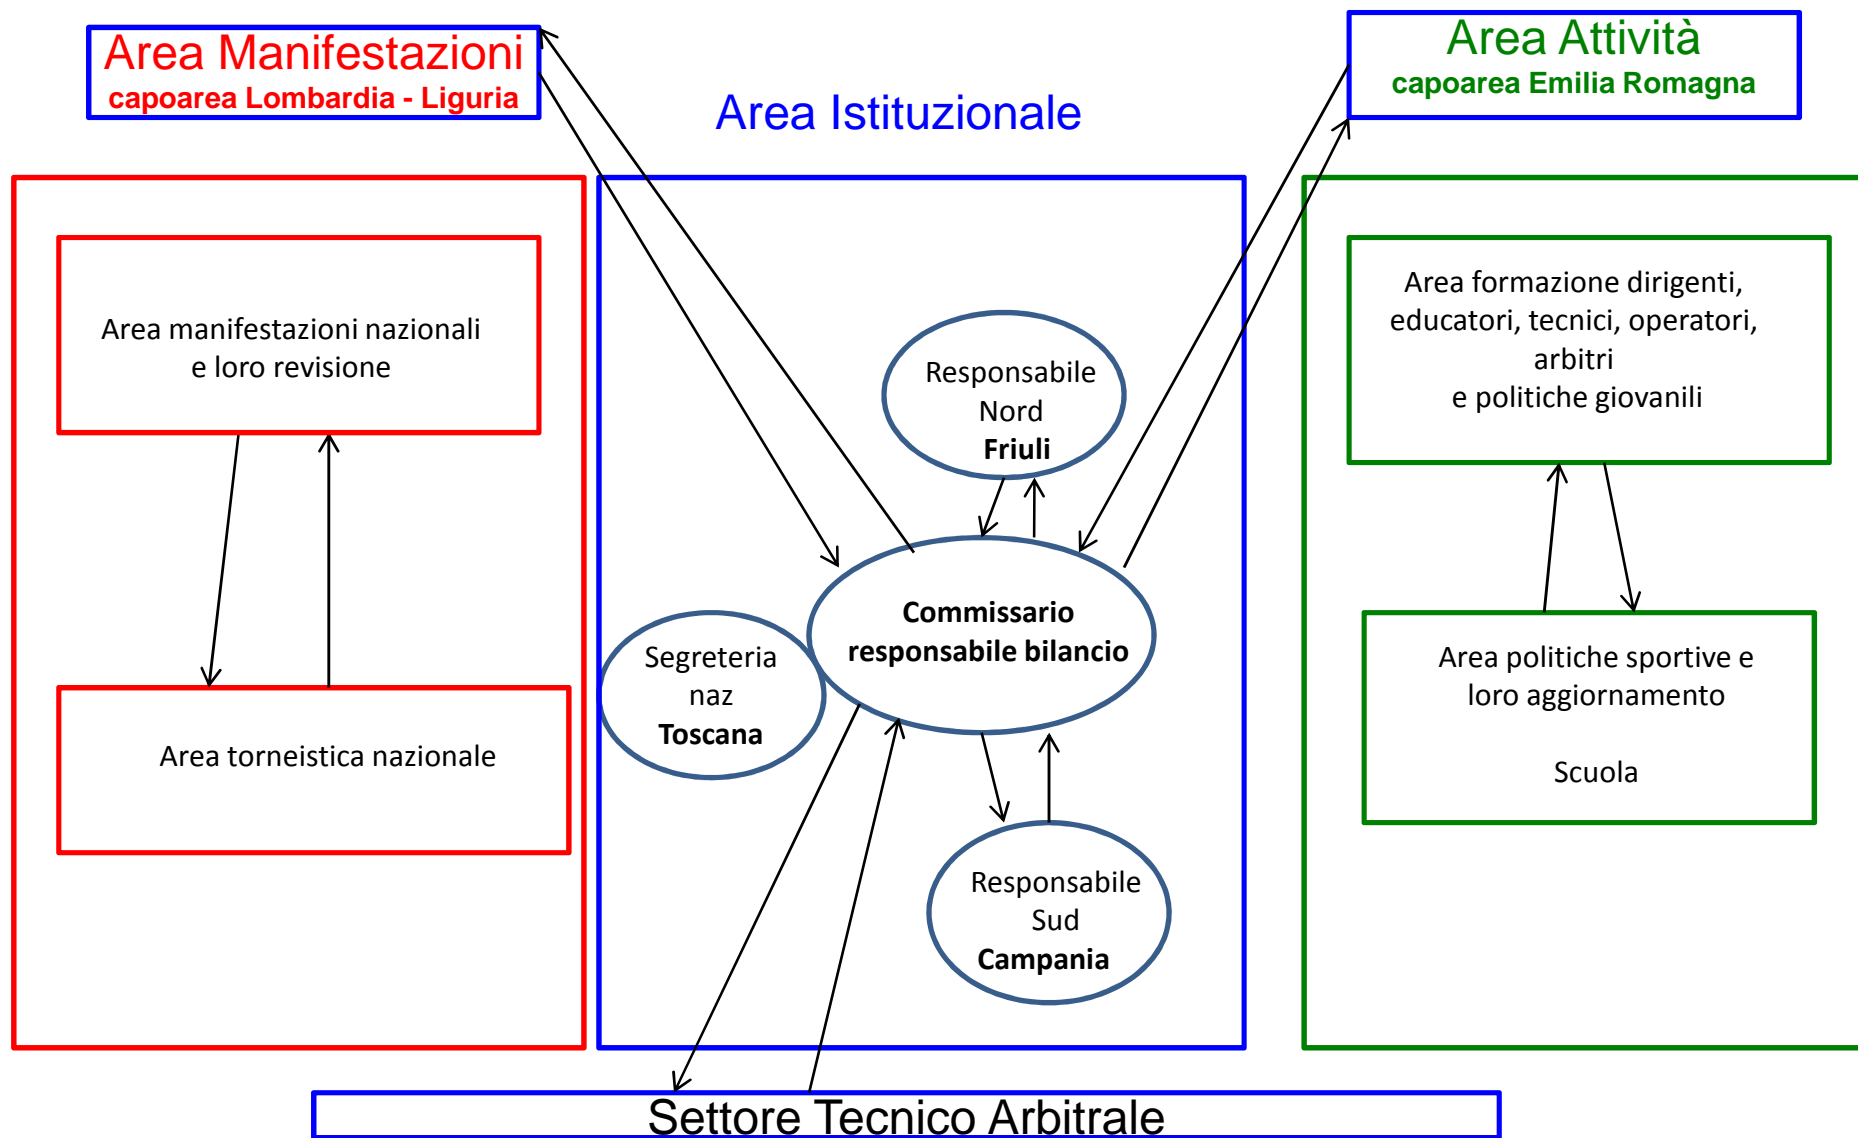 Area Manifestazioni
capoarea Lombardia - Liguria
Area Istituzionale
Area Attività
capoarea Emilia Romagna
Area manifestazioni nazionali
e loro revisione
Area torneistica nazionale
Responsabile
Nord
Friuli
Commissario
responsabile bilancio
Segreteria
naz
Toscana
Responsabile
Sud
Campania
Area formazione dirigenti,
educatori, tecnici, operatori,
arbitri
e politiche giovanili
Area politiche sportive e
loro aggiornamento
Scuola
Settore Tecnico Arbitrale